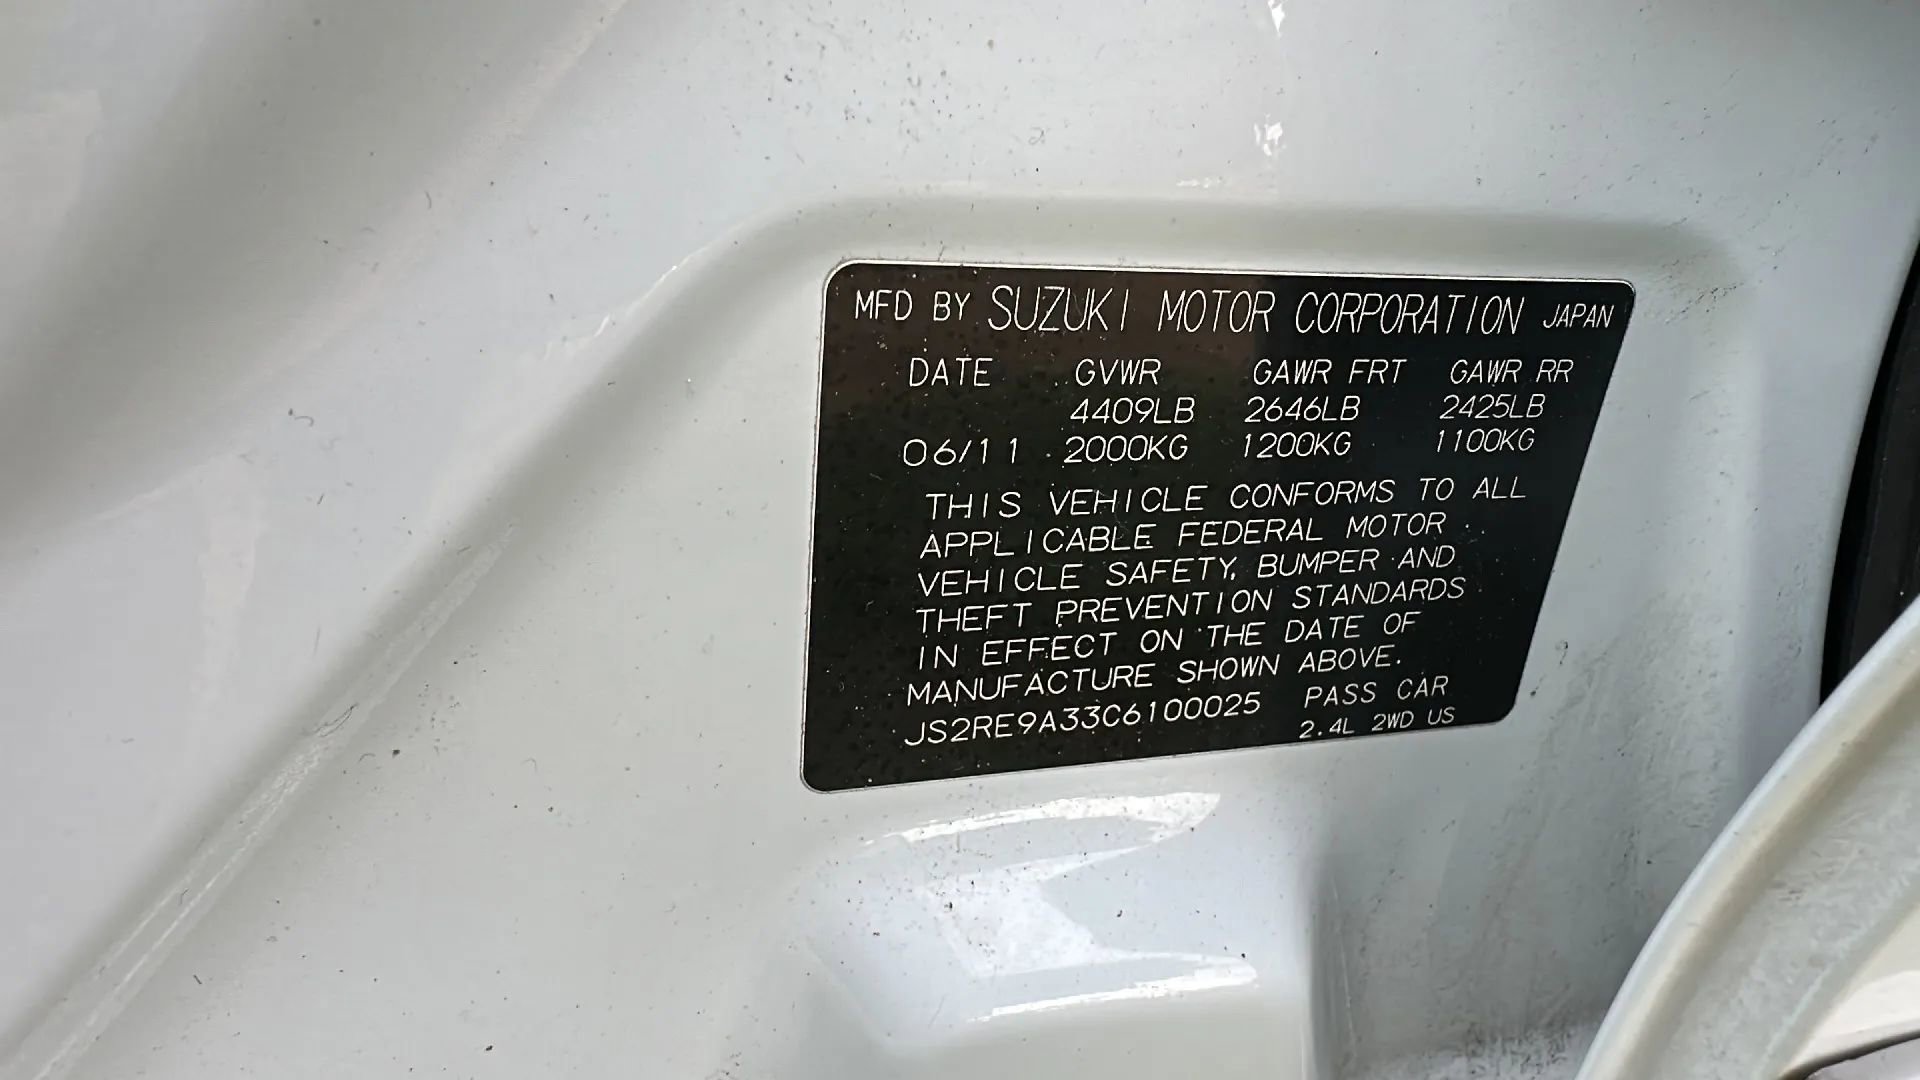 MFD BY SUZUKI MOTOR CORPORATION JAPAN
DATE GVWR GAWR FRT GAWR RR
4409LB 2646LB 2425LB
06/11 2000KG 1200KG 1100KG
THIS VEHICLE CONFORMS TO ALL
APPLICABLE FEDERAL MOTOR
VEHICLE SAFETY, BUMPER AND
THEFT PREVENTION STANDARDS
IN EFFECT ON THE DATE OF
MANUFACTURE SHOWN ABOVE.
JS2RE9A33C6100025 PASS CAR
2.4L 2WD US